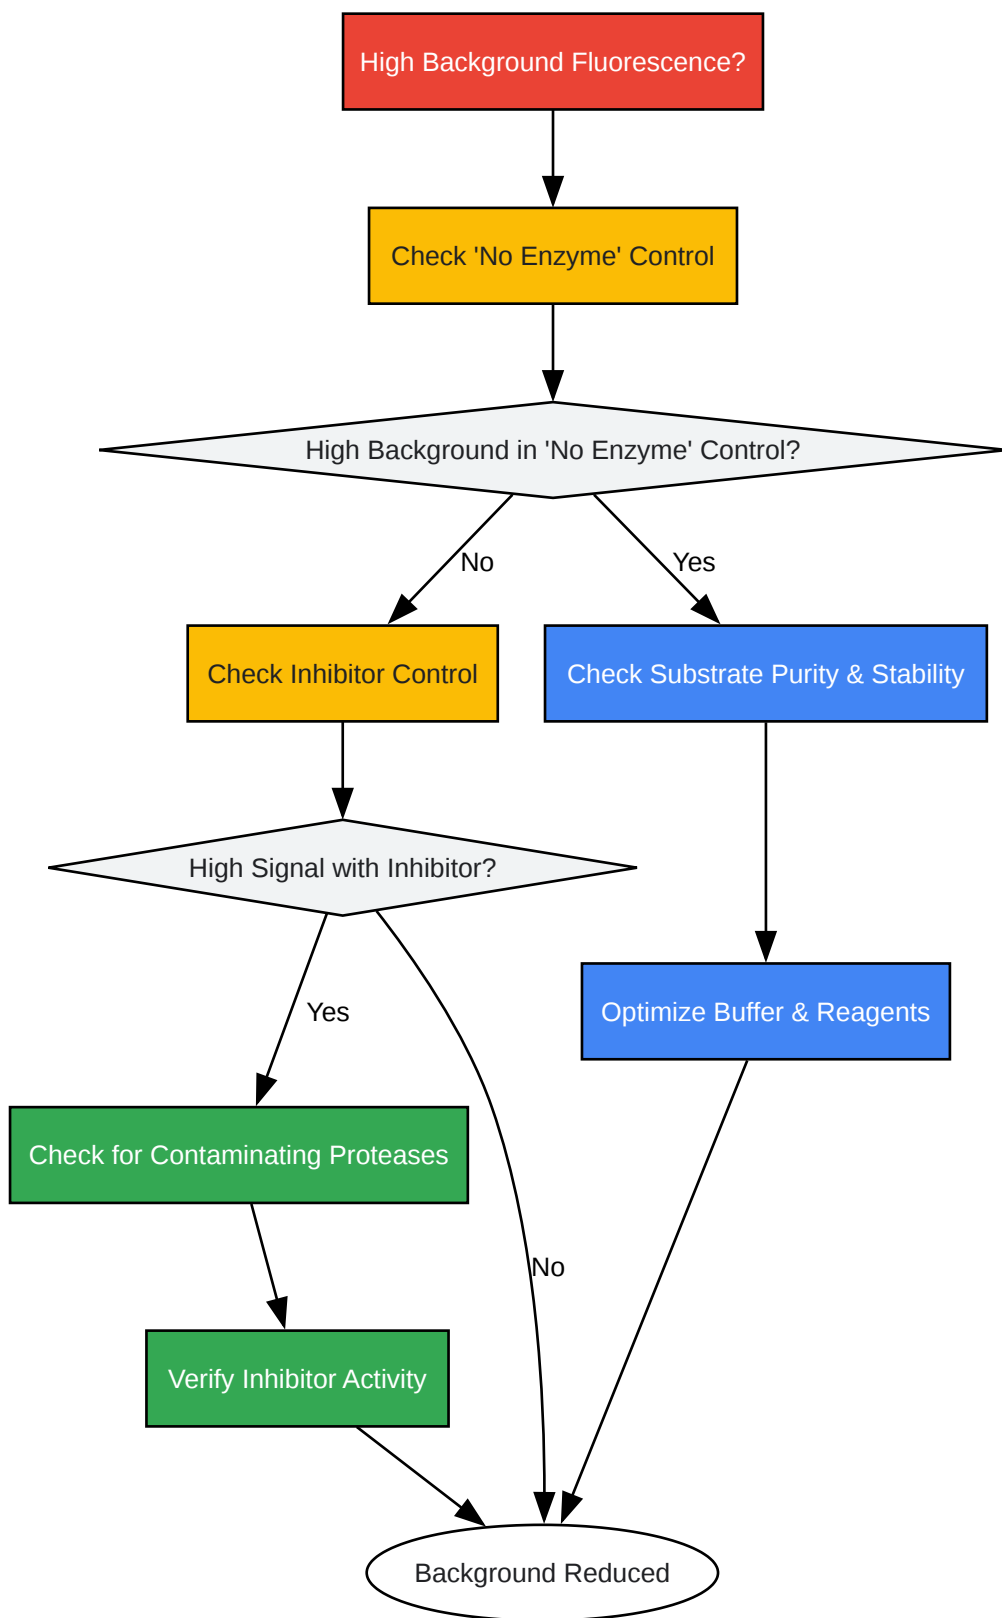 High Background Fluorescence?
Check 'No Enzyme' Control
High Background in 'No Enzyme' Control?
No
Yes
Check Inhibitor Control
Check Substrate Purity & Stability
High Signal with Inhibitor?
Yes
Optimize Buffer & Reagents
Check for Contaminating Proteases
No
Verify Inhibitor Activity
Background Reduced